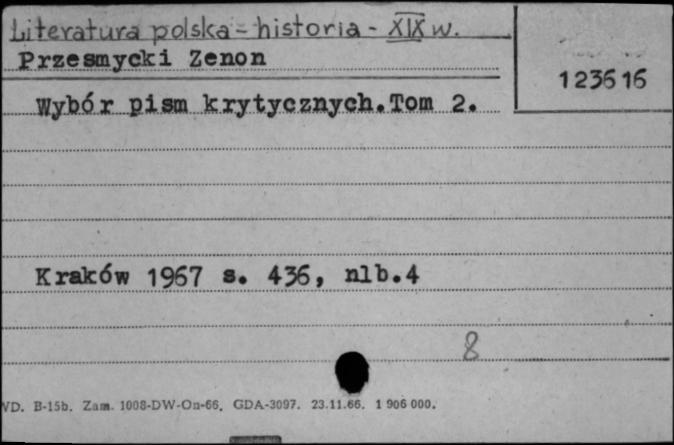 Literatura polska - historia - XIX w.
Przesmycki Zenon
123616
Wybór pism krytycznych. Tom 2.
Kraków 1967 s. 436, nlb. 4
8
B-15b. Zam. 1008-DW-On-66. GDA-3097. 23.11.66. 1 906 000.